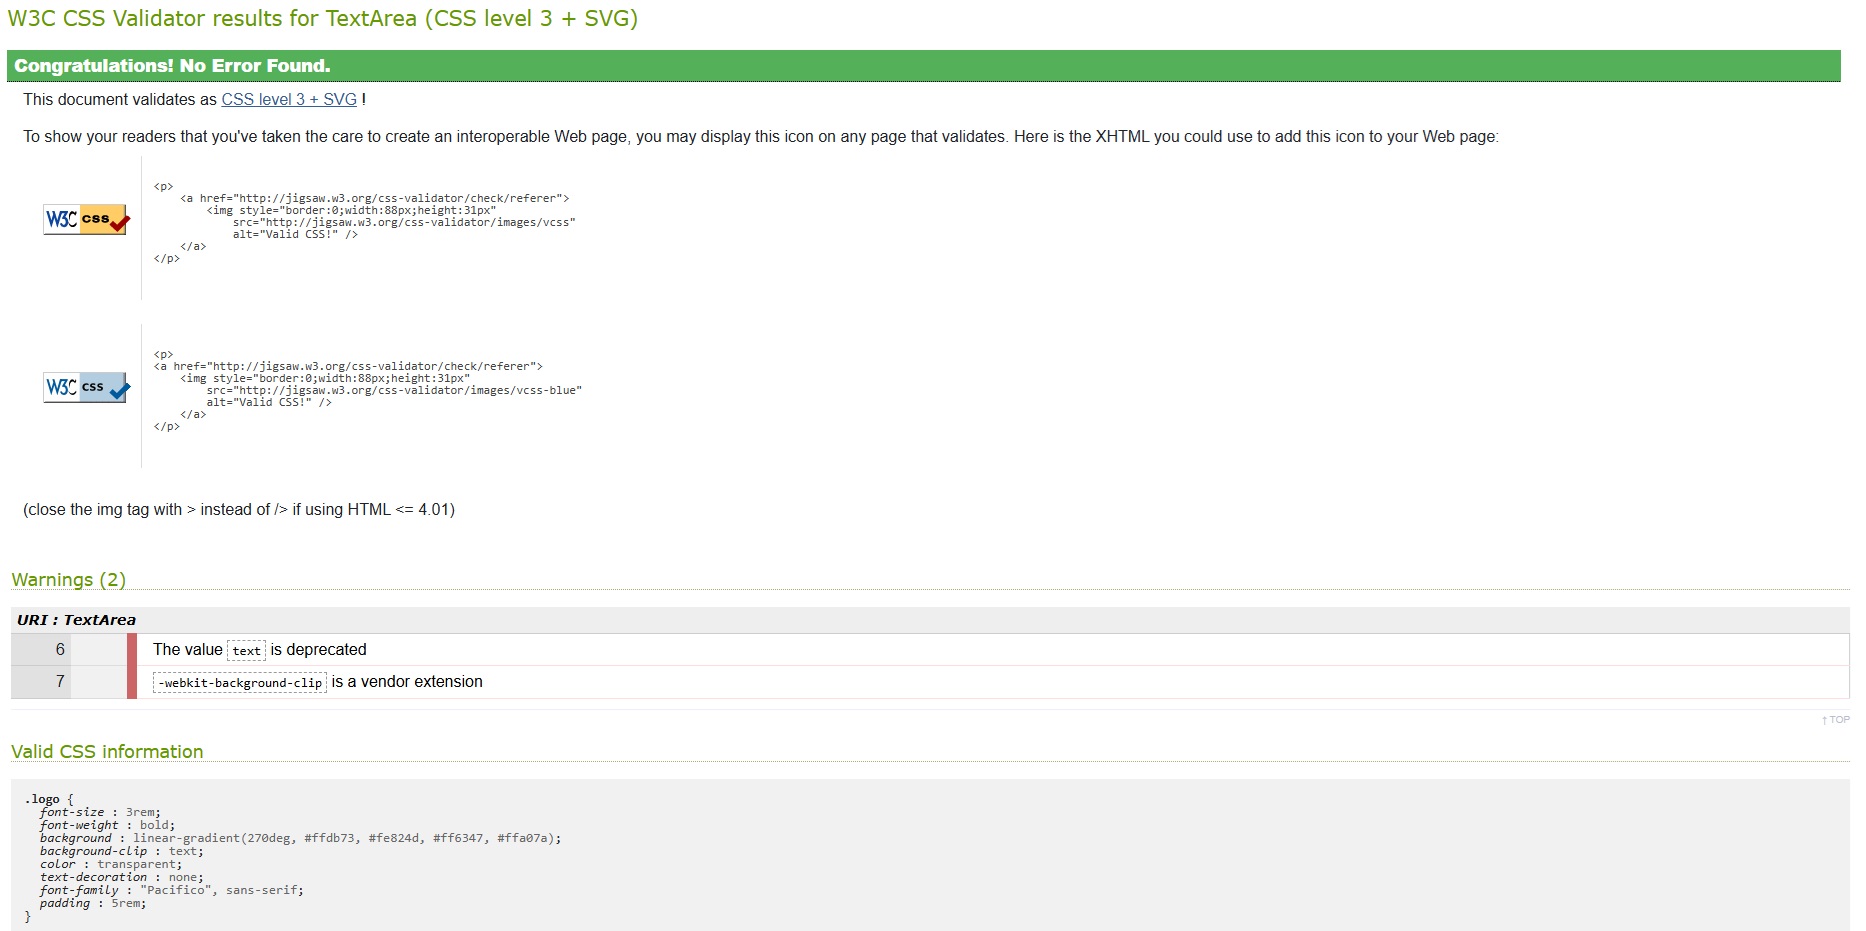 W3C CSS Validator results for TextArea (CSS level 3 + SVG)
Congratulations! No Error Found.
This document validates as CSS level 3 + SVG !
To show your readers that you've taken the care to create an interoperable Web page, you may display this icon on any page that validates. Here is the XHTML you could use to add this icon to your Web page:
W3C css
<p>
    <a href="http://jigsaw.w3.org/css-validator/check/referer">
        <img style="border:0;width:88px;height:31px"
            src="http://jigsaw.w3.org/css-validator/images/vcss"
            alt="Valid CSS!" />
    </a>
</p>
W3C css
<p>
<a href="http://jigsaw.w3.org/css-validator/check/referer">
    <img style="border:0;width:88px;height:31px"
        src="http://jigsaw.w3.org/css-validator/images/vcss-blue"
        alt="Valid CSS!" />
    </a>
</p>
(close the img tag with > instead of /> if using HTML <= 4.01)
Warnings (2)
URI : TextArea
6 The value text is deprecated
7 -webkit-background-clip is a vendor extension
↑ TOP
Valid CSS information
.logo {
  font-size : 3rem;
  font-weight : bold;
  background : linear-gradient(270deg, #ffdb73, #fe824d, #ff6347, #ffa07a);
  background-clip : text;
  color : transparent;
  text-decoration : none;
  font-family : "Pacifico", sans-serif;
  padding : 5rem;
}